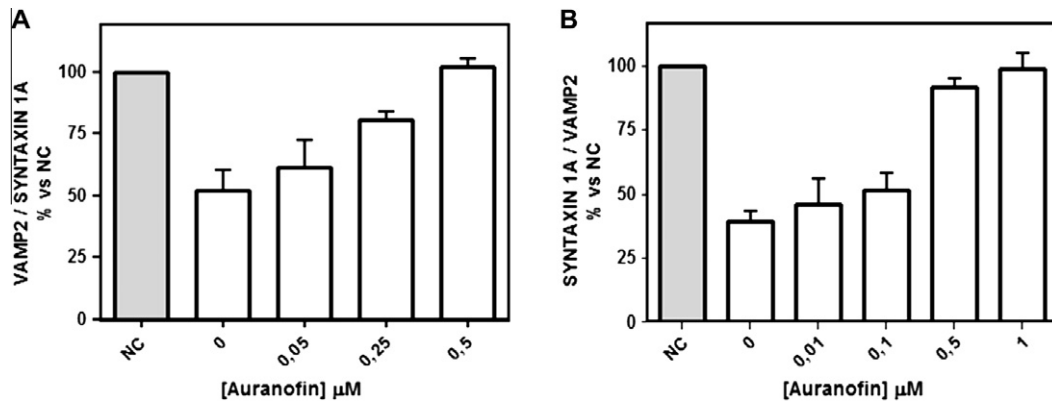 A
VAMP2 / SYNTAXIN 1A
% vs NC
100
75
50
25
0
NC
0
0,05
0,25
0,5
[Auranofin] µM
B
SYNTAXIN 1A / VAMP2
% vs NC
100
75
50
25
0
NC
0
0,01
0,1
0,5
1
[Auranofin] µM